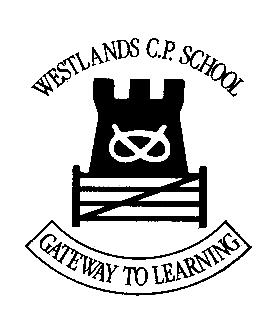 WESTLANDS C.P. SCHOOL
GATEWAY TO LEARNING